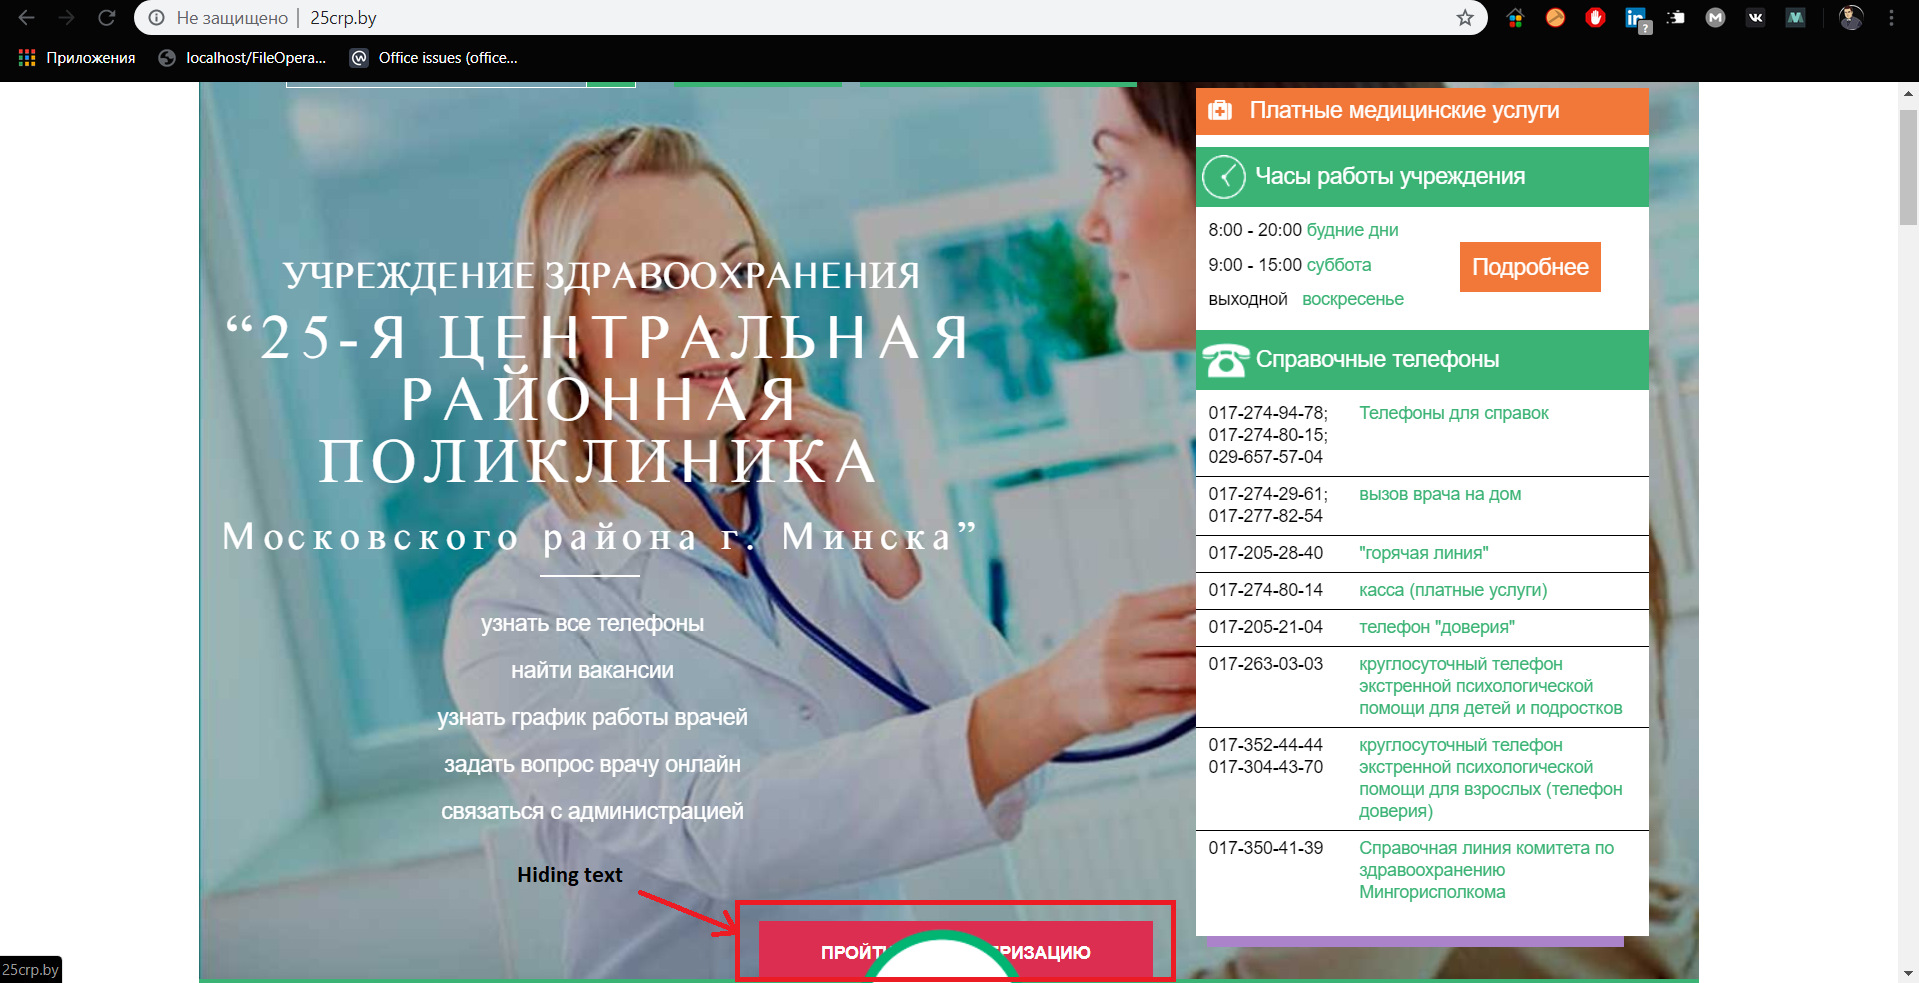 Не защищено | 25crp.by
Приложения
localhost/FileOpera...
Office issues (office...
УЧРЕЖДЕНИЕ ЗДРАВООХРАНЕНИЯ
“25-Я ЦЕНТРАЛЬНАЯ
РАЙОННАЯ
ПОЛИКЛИНИКА
Московского района г. Минска”
узнать все телефоны
найти вакансии
узнать график работы врачей
задать вопрос врачу онлайн
связаться с администрацией
Hiding text
Платные медицинские услуги
Часы работы учреждения
8:00 - 20:00 будние дни
9:00 - 15:00 суббота
выходной воскресенье
Подробнее
Справочные телефоны
017-274-94-78; Телефоны для справок
017-274-80-15;
029-657-57-04
017-274-29-61; вызов врача на дом
017-277-82-54
017-205-28-40 "горячая линия"
017-274-80-14 касса (платные услуги)
017-205-21-04 телефон "доверия"
017-263-03-03 круглосуточный телефон
экстренной психологической
помощи для детей и подростков
017-352-44-44 круглосуточный телефон
017-304-43-70 экстренной психологической
помощи для взрослых (телефон
доверия)
017-350-41-39 Справочная линия комитета по
здравоохранению
Мингорисполкома
25crp.by